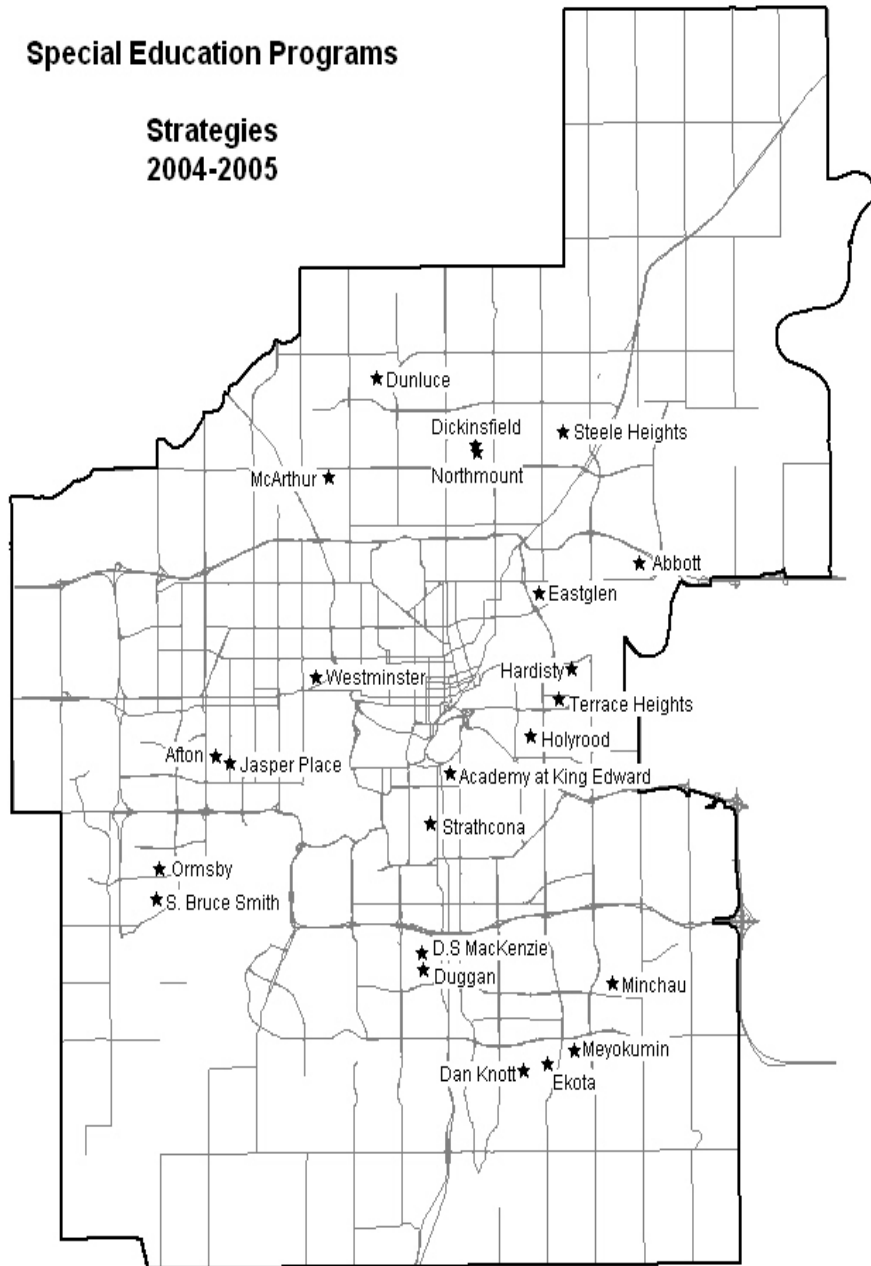 Special Education Programs
Strategies
2004-2005
Dunluce
Dickinsfield
Steele Heights
McArthur
Northmount
Abbott
Eastglen
Hardisty
Westminster
Terrace Heights
Holyrood
Afton
Jasper Place
Academy at King Edward
Strathcona
Ormsby
S. Bruce Smith
D.S MacKenzie
Duggan
Minchau
Meyokumin
Dan Knott
Ekota